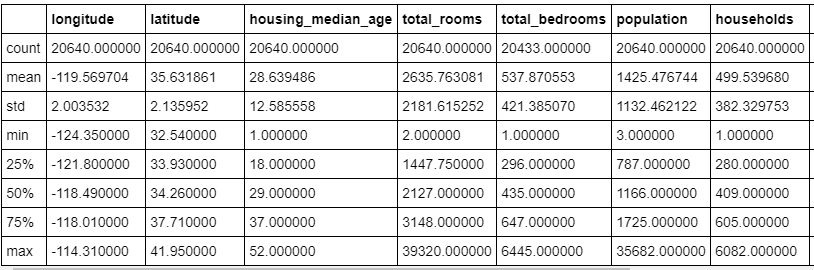 longitude latitude housing_median_age total_rooms total_bedrooms population households
count 20640.000000 20640.000000 20640.000000 20640.000000 20433.000000 20640.000000 20640.000000
mean -119.569704 35.631861 28.639486 2635.763081 537.870553 1425.476744 499.539680
std 2.003532 2.135952 12.585558 2181.615252 421.385070 1132.462122 382.329753
min -124.350000 32.540000 1.000000 2.000000 1.000000 3.000000 1.000000
25% -121.800000 33.930000 18.000000 1447.750000 296.000000 787.000000 280.000000
50% -118.490000 34.260000 29.000000 2127.000000 435.000000 1166.000000 409.000000
75% -118.010000 37.710000 37.000000 3148.000000 647.000000 1725.000000 605.000000
max -114.310000 41.950000 52.000000 39320.000000 6445.000000 35682.000000 6082.000000